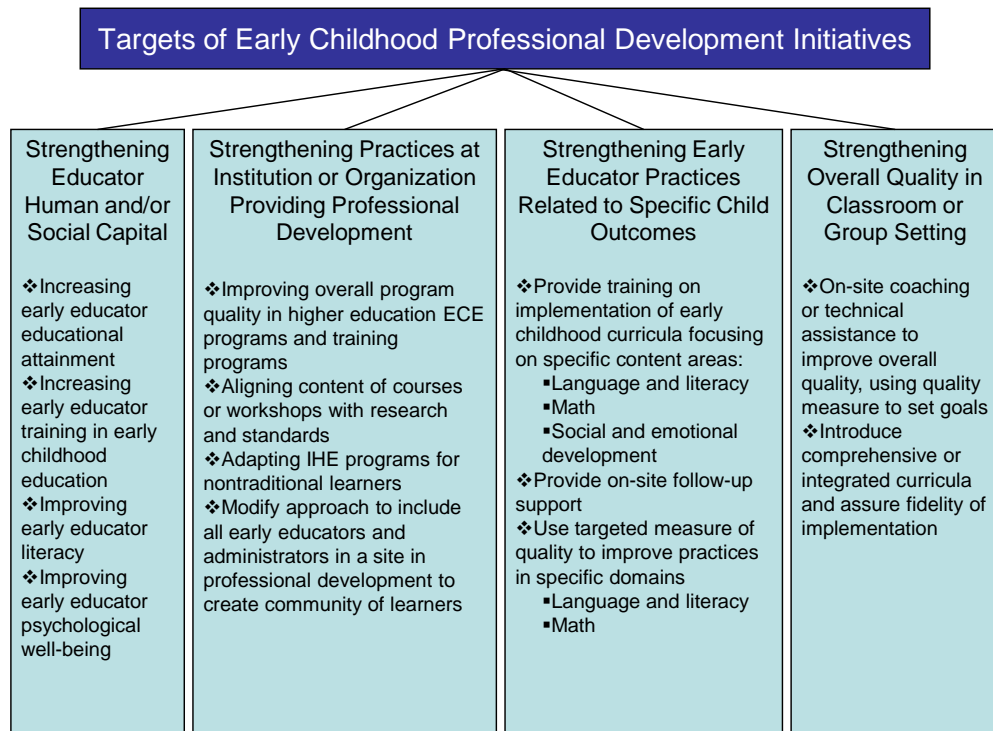 Targets of Early Childhood Professional Development Initiatives
Strengthening
Educator
Human and/or
Social Capital
❖Increasing
early educator
educational
attainment
❖Increasing
early educator
training in early
childhood
education
❖Improving
early educator
literacy
❖Improving
early educator
psychological
well-being
Strengthening Practices at
Institution or Organization
Providing Professional
Development
❖Improving overall program
quality in higher education ECE
programs and training
programs
❖Aligning content of courses
or workshops with research
and standards
❖Adapting IHE programs for
nontraditional learners
❖Modify approach to include
all early educators and
administrators in a site in
professional development to
create community of learners
Strengthening Early
Educator Practices
Related to Specific Child
Outcomes
❖Provide training on
implementation of early
childhood curricula focusing
on specific content areas:
▪Language and literacy
▪Math
▪Social and emotional
development
❖Provide on-site follow-up
support
❖Use targeted measure of
quality to improve practices
in specific domains
▪Language and literacy
▪Math
Strengthening
Overall Quality in
Classroom or
Group Setting
❖On-site coaching
or technical
assistance to
improve overall
quality, using quality
measure to set goals
❖Introduce
comprehensive or
integrated curricula
and assure fidelity of
implementation